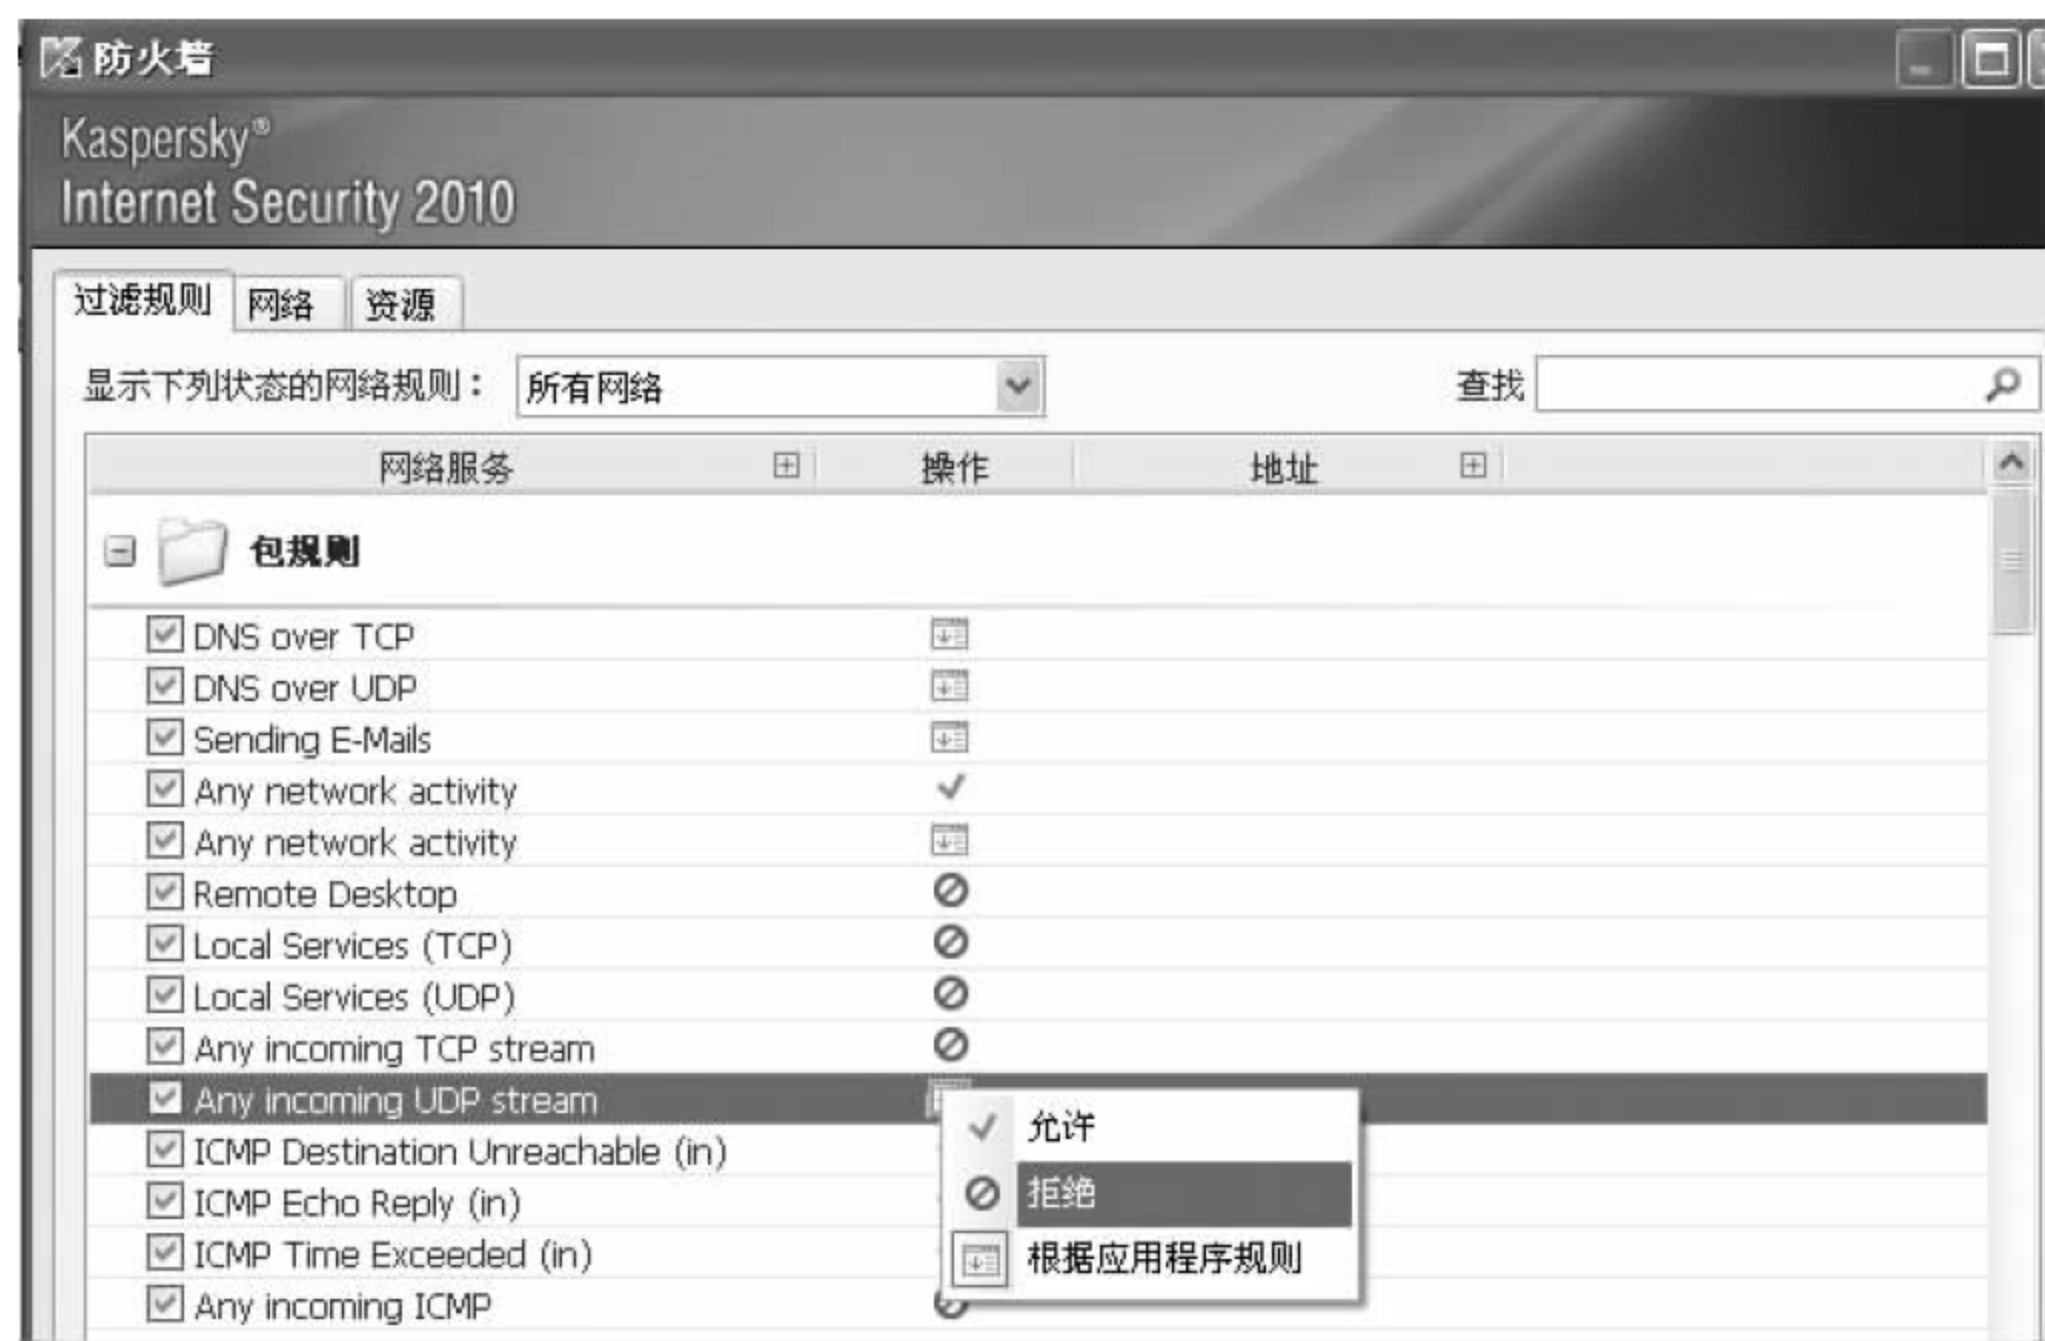 防火墙
Kaspersky®
Internet Security 2010
过滤规则 网络 资源
显示下列状态的网络规则： 所有网络 查找
网络服务 操作 地址
包规则
DNS over TCP
DNS over UDP
Sending E-Mails
Any network activity
Any network activity
Remote Desktop
Local Services (TCP)
Local Services (UDP)
Any incoming TCP stream
Any incoming UDP stream
允许
ICMP Destination Unreachable (in)
拒绝
ICMP Echo Reply (in)
ICMP Time Exceeded (in)
根据应用程序规则
Any incoming ICMP